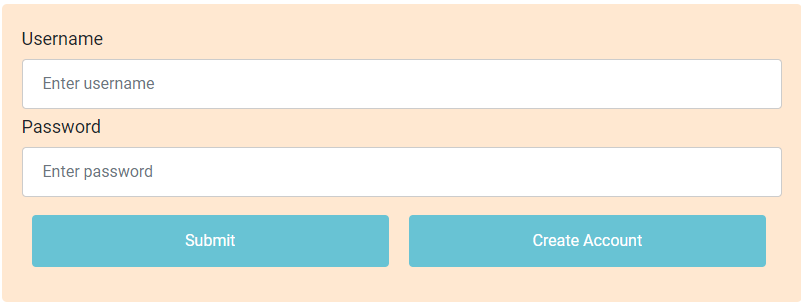 Username
Enter username
Password
Enter password
Submit
Create Account